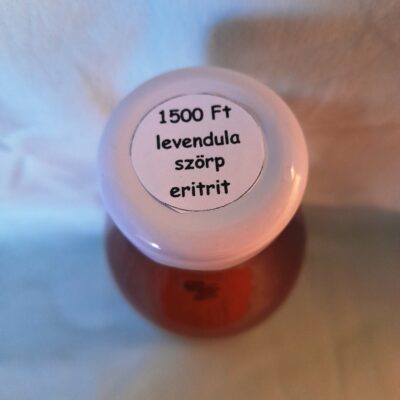 1500 Ft
levendula
szörp
eritrit